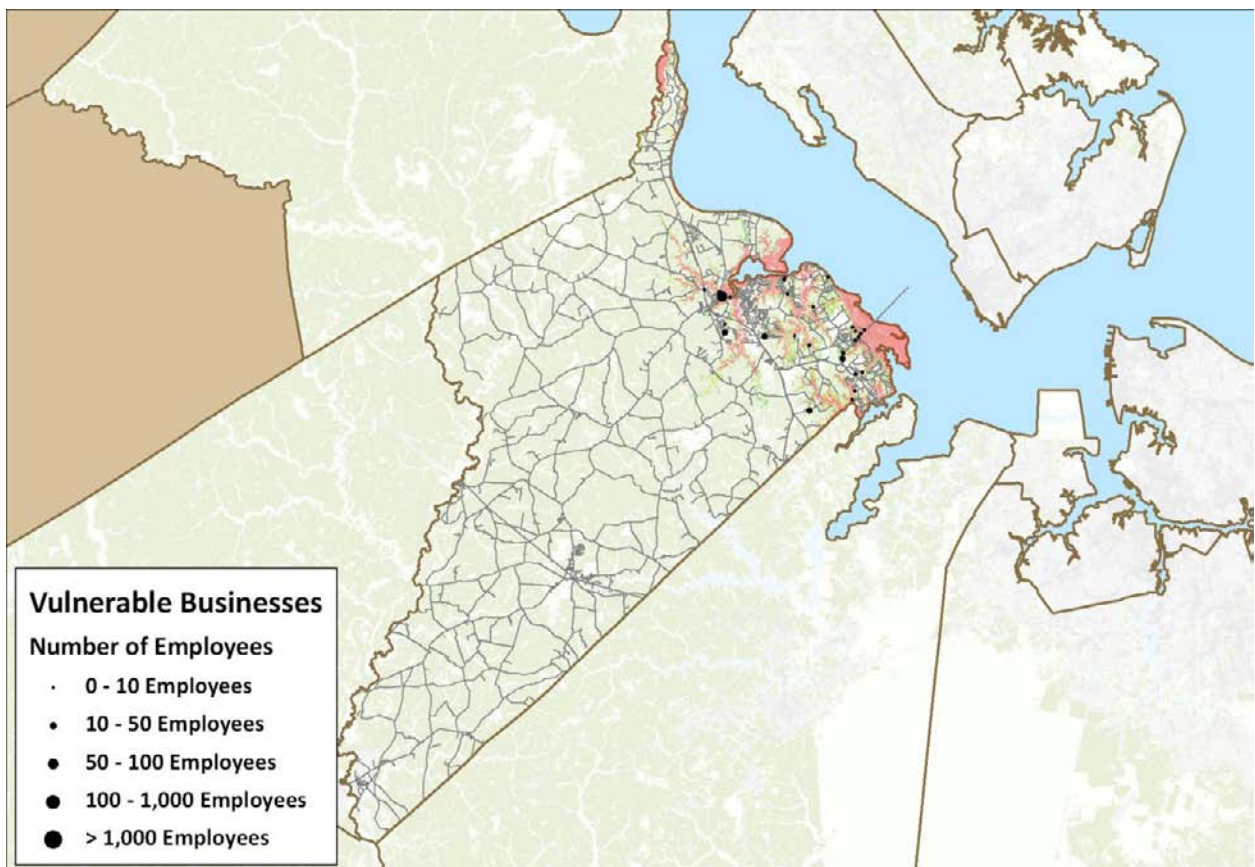 Vulnerable Businesses
Number of Employees
0 - 10 Employees
10 - 50 Employees
50 - 100 Employees
100 - 1,000 Employees
> 1,000 Employees